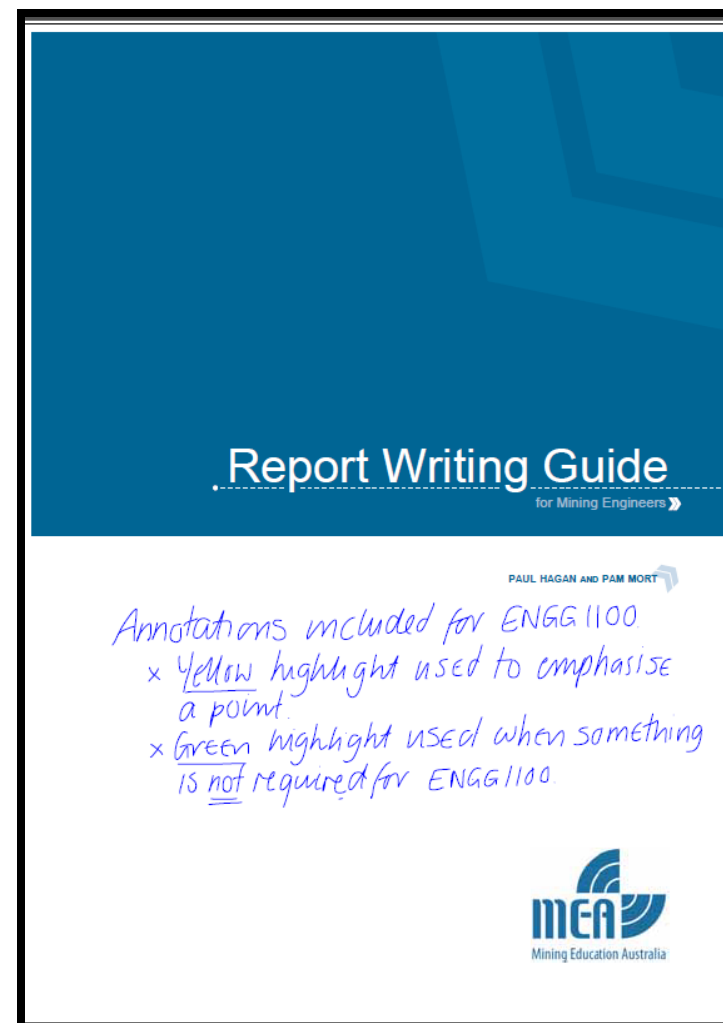 Report Writing Guide
for Mining Engineers
PAUL HAGAN AND PAM MORT
Annotations included for ENGG1100
x Yellow highlight used to emphasise
a point.
x Green highlight used when something
is not required for ENGG1100.
MEA
Mining Education Australia